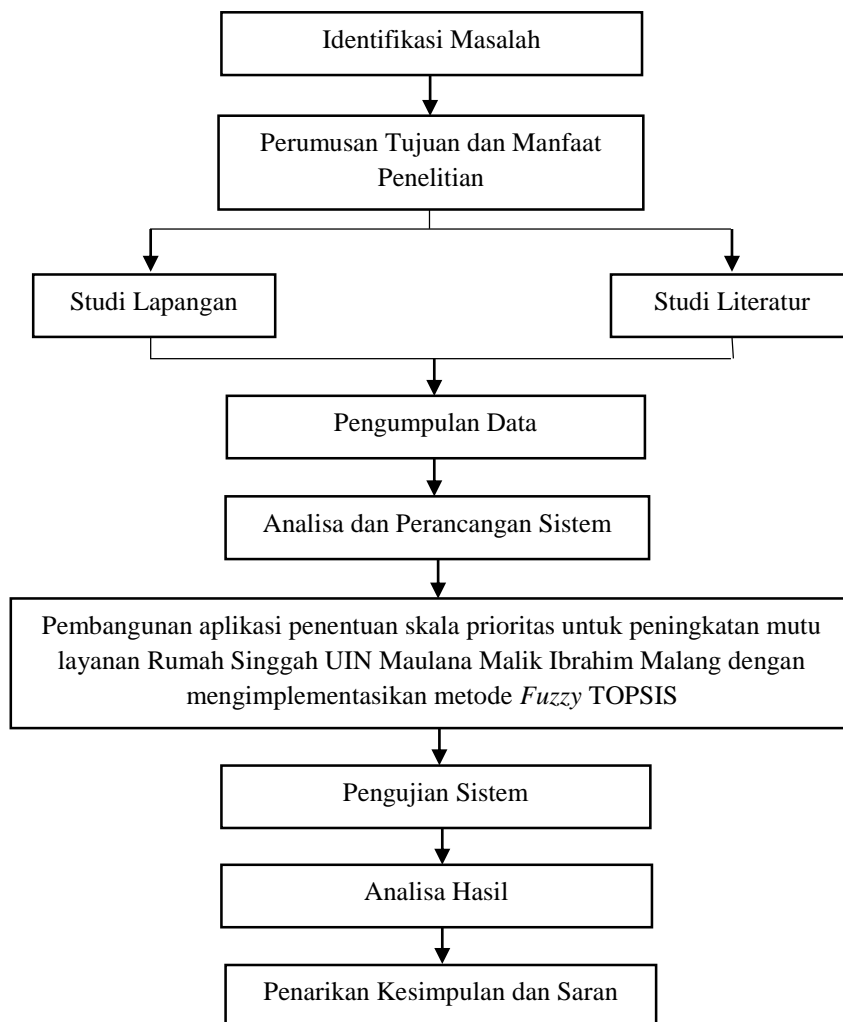 Identifikasi Masalah
Perumusan Tujuan dan Manfaat
Penelitian
Studi Lapangan
Studi Literatur
Pengumpulan Data
Analisa dan Perancangan Sistem
Pembangunan aplikasi penentuan skala prioritas untuk peningkatan mutu
layanan Rumah Singgah UIN Maulana Malik Ibrahim Malang dengan
mengimplementasikan metode Fuzzy TOPSIS
Pengujian Sistem
Analisa Hasil
Penarikan Kesimpulan dan Saran